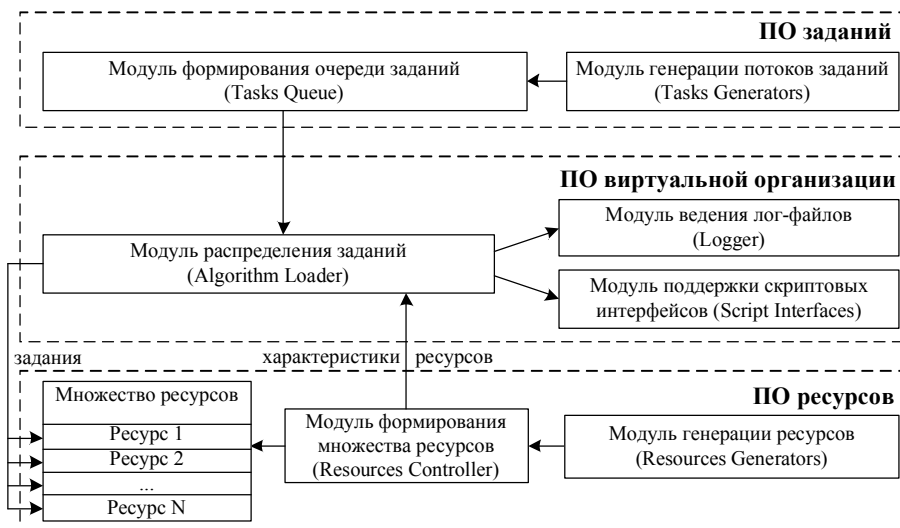 ПО заданий
Модуль формирования очереди заданий
(Tasks Queue)
Модуль генерации потоков заданий
(Tasks Generators)
ПО виртуальной организации
Модуль ведения лог-файлов
(Logger)
Модуль распределения заданий
(Algorithm Loader)
Модуль поддержки скриптовых
интерфейсов (Script Interfaces)
задания
характеристики ресурсов
ПО ресурсов
Множество ресурсов
Ресурс 1
Ресурс 2
...
Ресурс N
Модуль формирования
множества ресурсов
(Resources Controller)
Модуль генерации ресурсов
(Resources Generators)